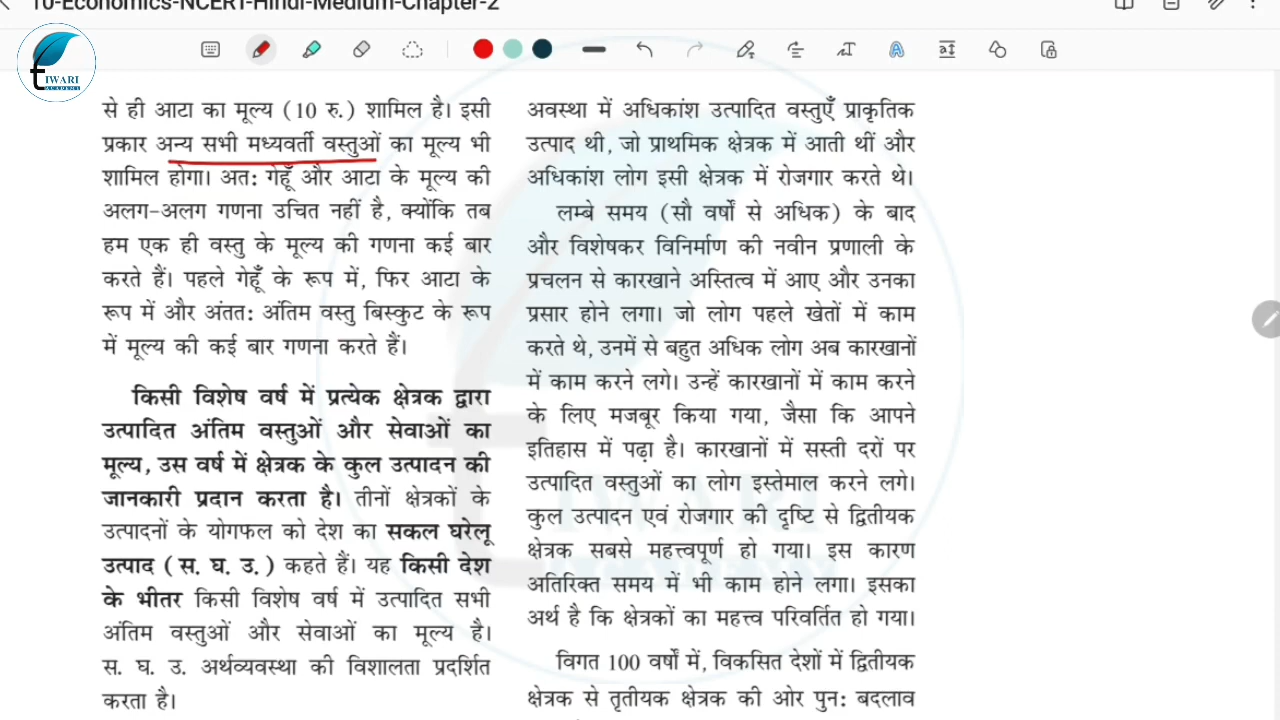 10-Economics-NCERT-Hindi-Medium-Chapter-2
TIWARI
ACADEMY
से ही आटा का मूल्य (10 रु.) शामिल है। इसी
प्रकार अन्य सभी मध्यवर्ती वस्तुओं का मूल्य भी
शामिल होगा। अत: गेहूँ और आटा के मूल्य की
अलग-अलग गणना उचित नहीं है, क्योंकि तब
हम एक ही वस्तु के मूल्य की गणना कई बार
करते हैं। पहले गेहूँ के रूप में, फिर आटा के
रूप में और अंतत: अंतिम वस्तु बिस्कुट के रूप
में मूल्य की कई बार गणना करते हैं।
किसी विशेष वर्ष में प्रत्येक क्षेत्रक द्वारा
उत्पादित अंतिम वस्तुओं और सेवाओं का
मूल्य, उस वर्ष में क्षेत्रक के कुल उत्पादन की
जानकारी प्रदान करता है। तीनों क्षेत्रकों के
उत्पादनों के योगफल को देश का सकल घरेलू
उत्पाद (स. घ. उ.) कहते हैं। यह किसी देश
के भीतर किसी विशेष वर्ष में उत्पादित सभी
अंतिम वस्तुओं और सेवाओं का मूल्य है।
स. घ. उ. अर्थव्यवस्था की विशालता प्रदर्शित
करता है।
अवस्था में अधिकांश उत्पादित वस्तुएँ प्राकृतिक
उत्पाद थी, जो प्राथमिक क्षेत्रक में आती थीं और
अधिकांश लोग इसी क्षेत्रक में रोजगार करते थे।
लम्बे समय (सौ वर्षों से अधिक) के बाद
और विशेषकर विनिर्माण की नवीन प्रणाली के
प्रचलन से कारखाने अस्तित्व में आए और उनका
प्रसार होने लगा। जो लोग पहले खेतों में काम
करते थे, उनमें से बहुत अधिक लोग अब कारखानों
में काम करने लगे। उन्हें कारखानों में काम करने
के लिए मजबूर किया गया, जैसा कि आपने
इतिहास में पढ़ा है। कारखानों में सस्ती दरों पर
उत्पादित वस्तुओं का लोग इस्तेमाल करने लगे।
कुल उत्पादन एवं रोजगार की दृष्टि से द्वितीयक
क्षेत्रक सबसे महत्त्वपूर्ण हो गया। इस कारण
अतिरिक्त समय में भी काम होने लगा। इसका
अर्थ है कि क्षेत्रकों का महत्त्व परिवर्तित हो गया।
विगत 100 वर्षों में, विकसित देशों में द्वितीयक
क्षेत्रक से तृतीयक क्षेत्रक की ओर पुन: बदलाव